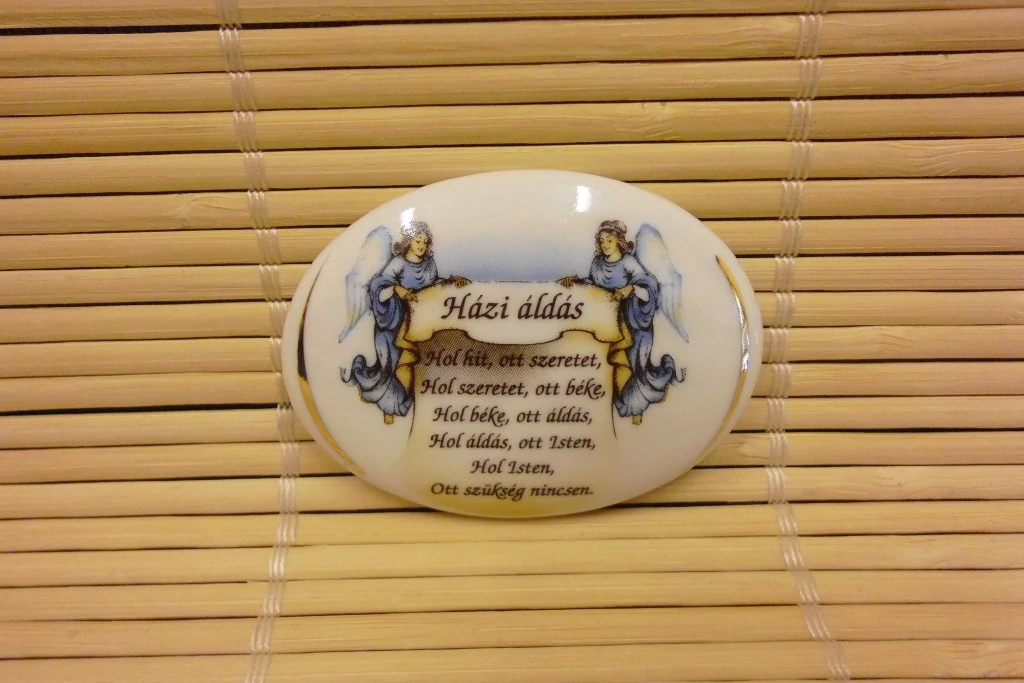 Házi áldás
Hol hit, ott szeretet,
Hol szeretet, ott béke,
Hol béke, ott áldás,
Hol áldás, ott Isten,
Hol Isten,
Ott szükség nincsen.